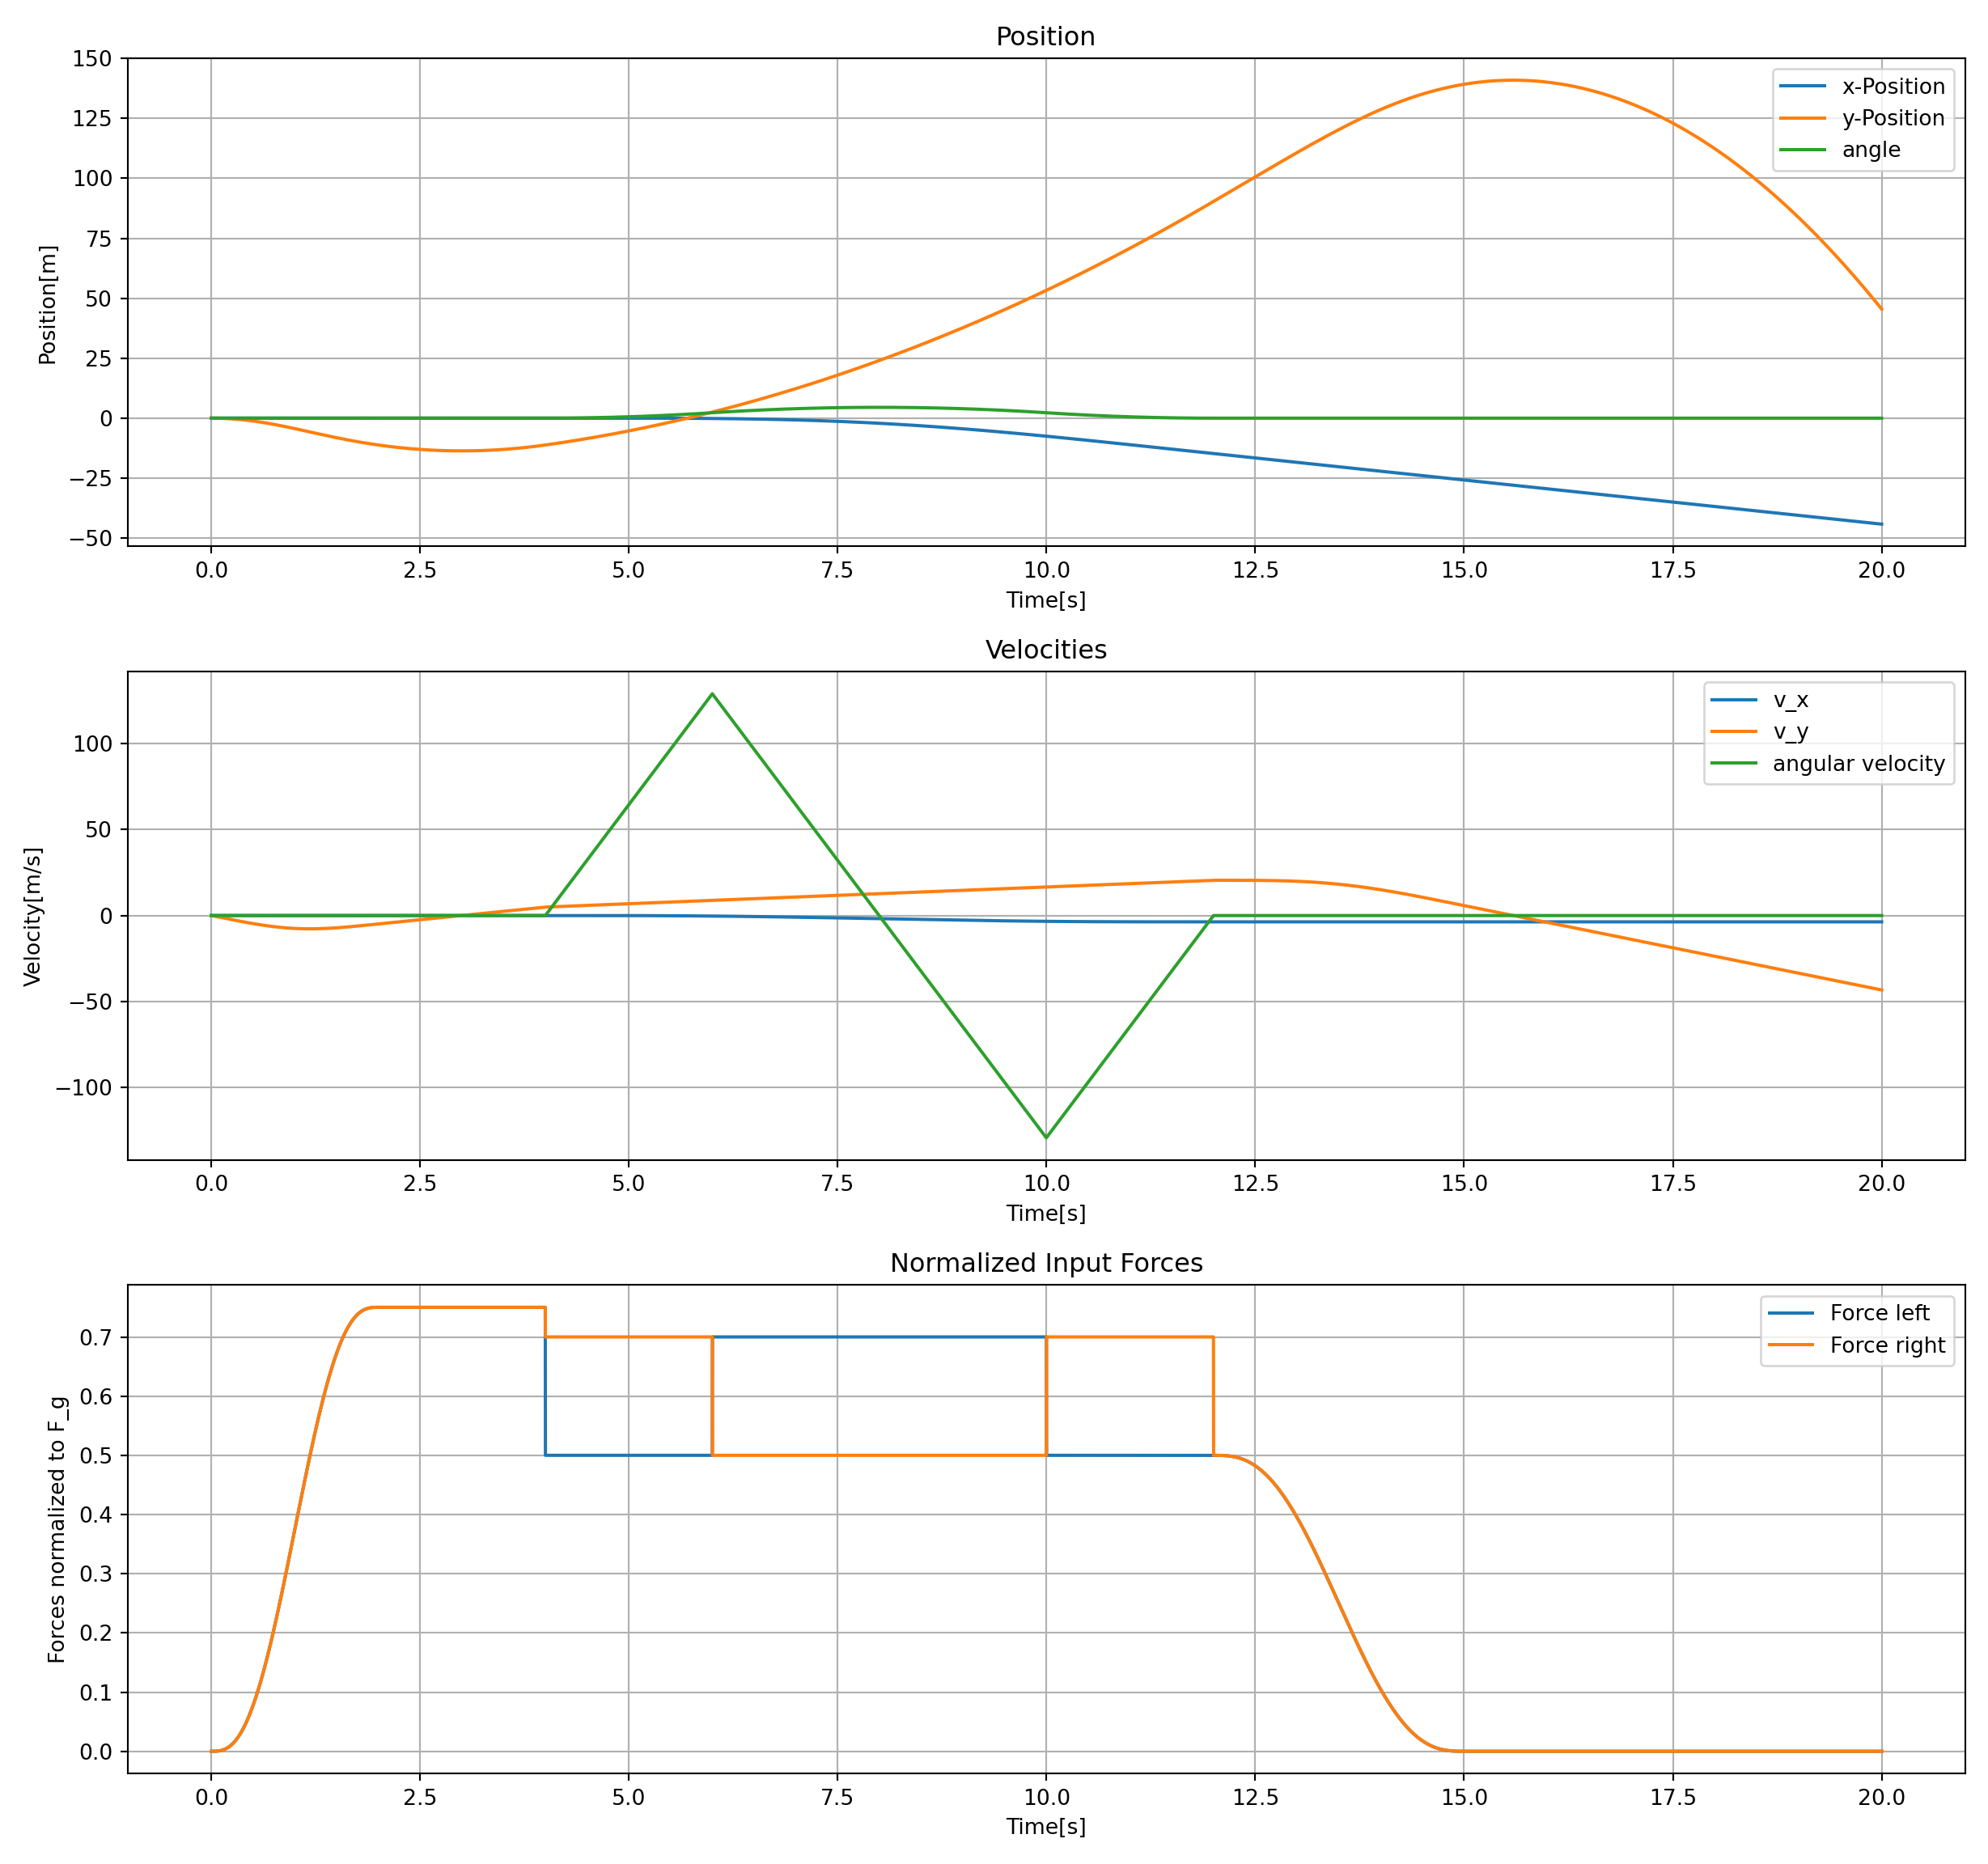 Position
150
125
100
75
50
25
0
−25
−50
Position[m]
x-Position
y-Position
angle
0.0 2.5 5.0 7.5 10.0 12.5 15.0 17.5 20.0
Time[s]
Velocities
100
50
0
−50
−100
Velocity[m/s]
v_x
v_y
angular velocity
0.0 2.5 5.0 7.5 10.0 12.5 15.0 17.5 20.0
Time[s]
Normalized Input Forces
0.7
0.6
0.5
0.4
0.3
0.2
0.1
0.0
Forces normalized to F_g
Force left
Force right
0.0 2.5 5.0 7.5 10.0 12.5 15.0 17.5 20.0
Time[s]